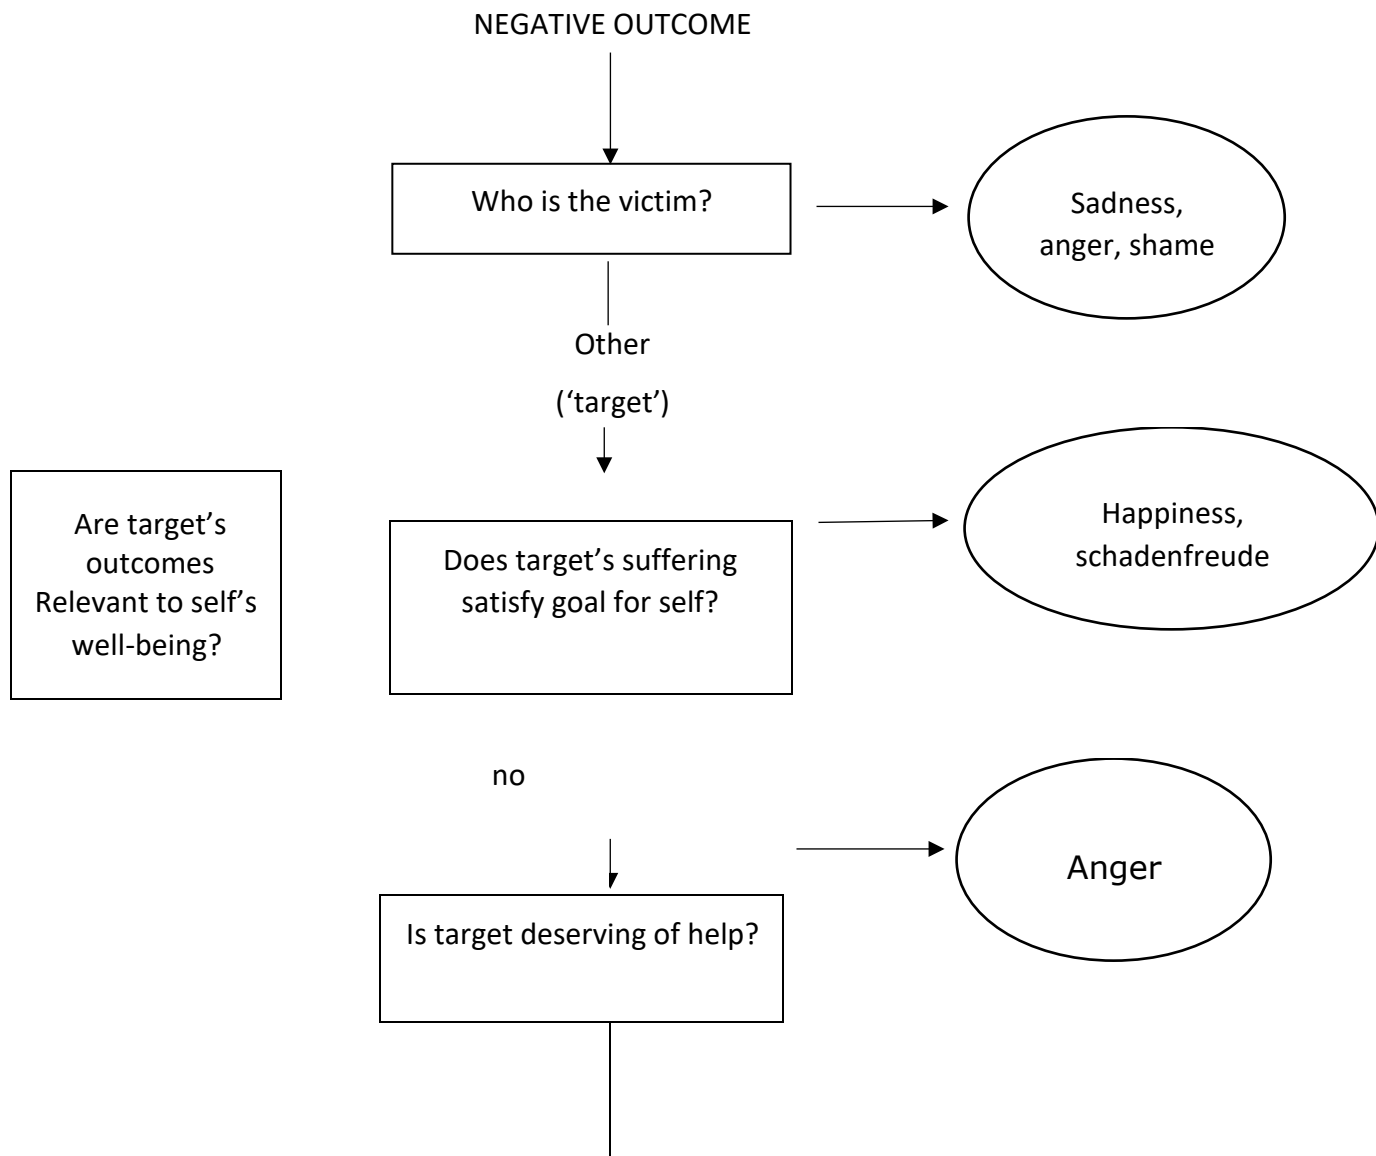 NEGATIVE OUTCOME
Who is the victim?
Sadness,
anger, shame
Other
(‘target’)
Are target’s
outcomes
Relevant to self’s
well-being?
Does target’s suffering
satisfy goal for self?
Happiness,
schadenfreude
no
Anger
Is target deserving of help?